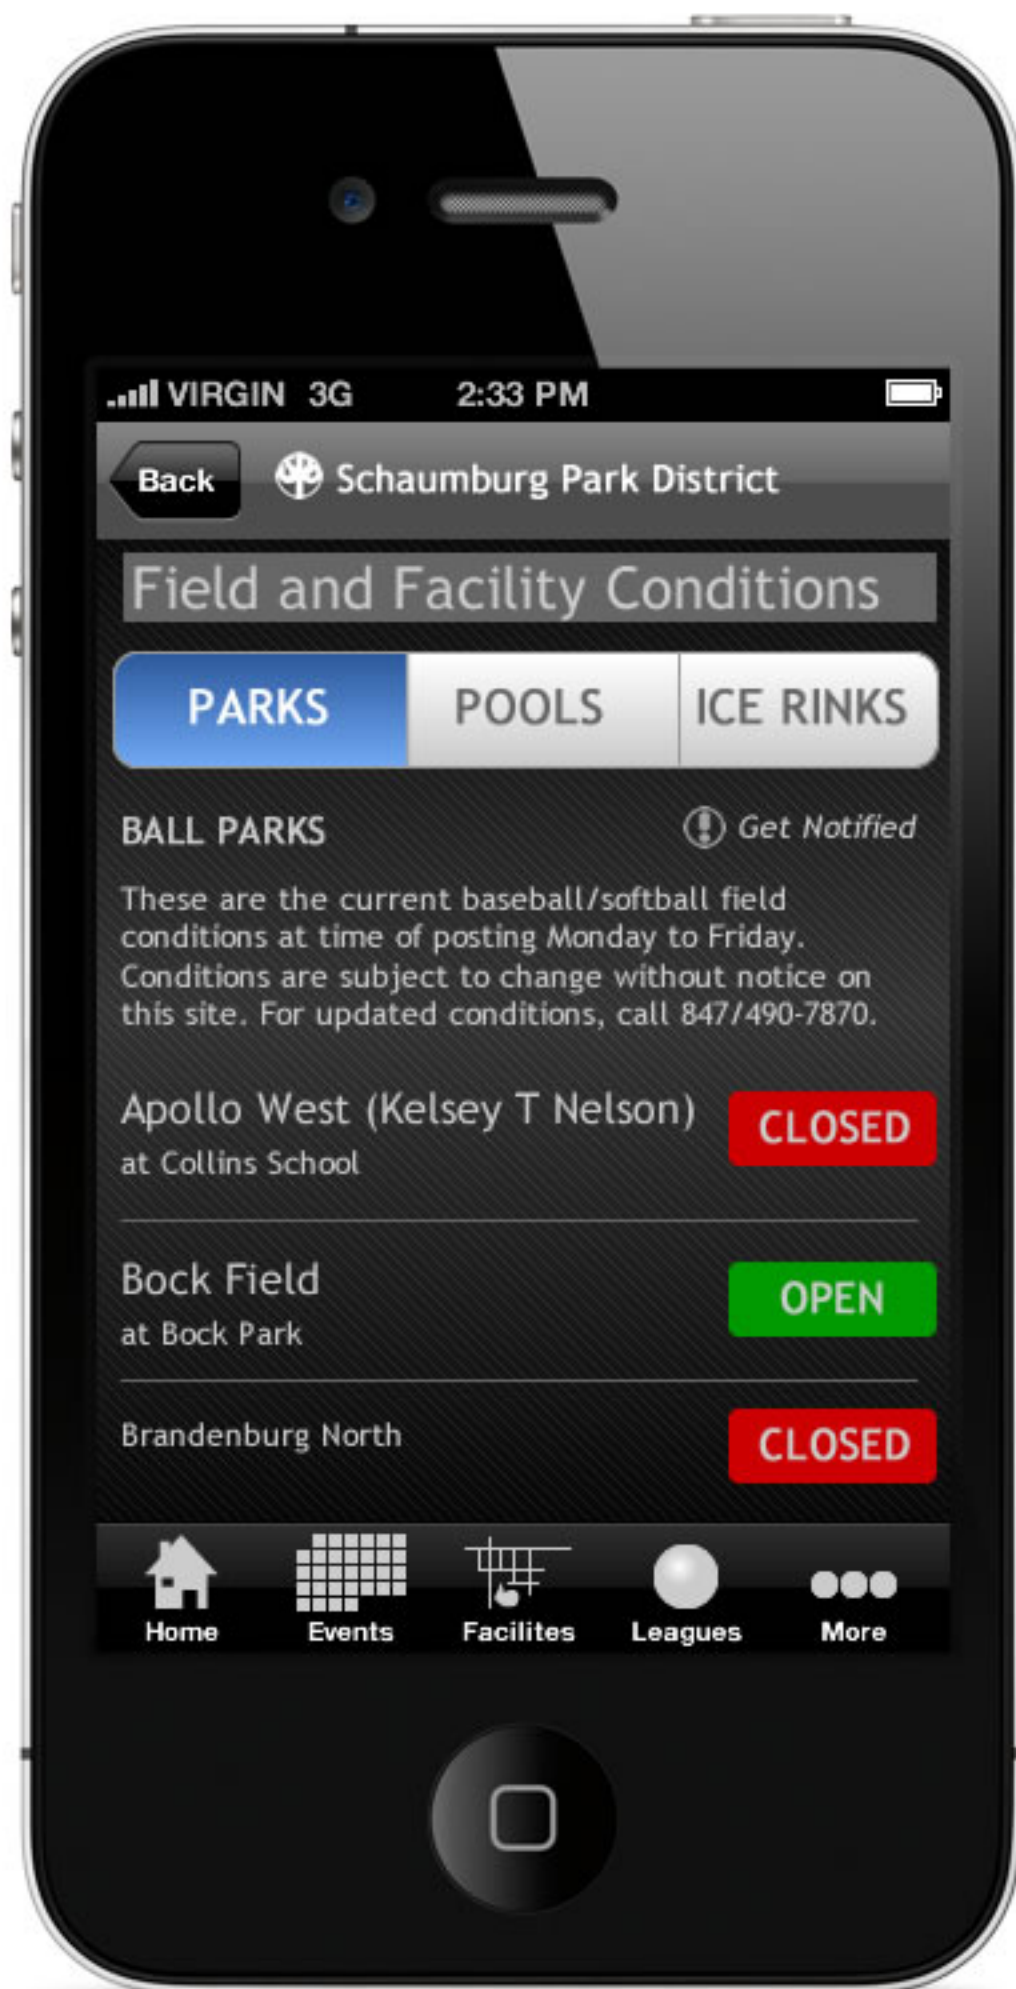 VIRGIN 3G 2:33 PM
Back Schaumburg Park District
Field and Facility Conditions
PARKS POOLS ICE RINKS
BALL PARKS Get Notified
These are the current baseball/softball field
conditions at time of posting Monday to Friday.
Conditions are subject to change without notice on
this site. For updated conditions, call 847/490-7870.
Apollo West (Kelsey T Nelson) CLOSED
at Collins School
Bock Field OPEN
at Bock Park
Brandenburg North CLOSED
Home Events Facilites Leagues More